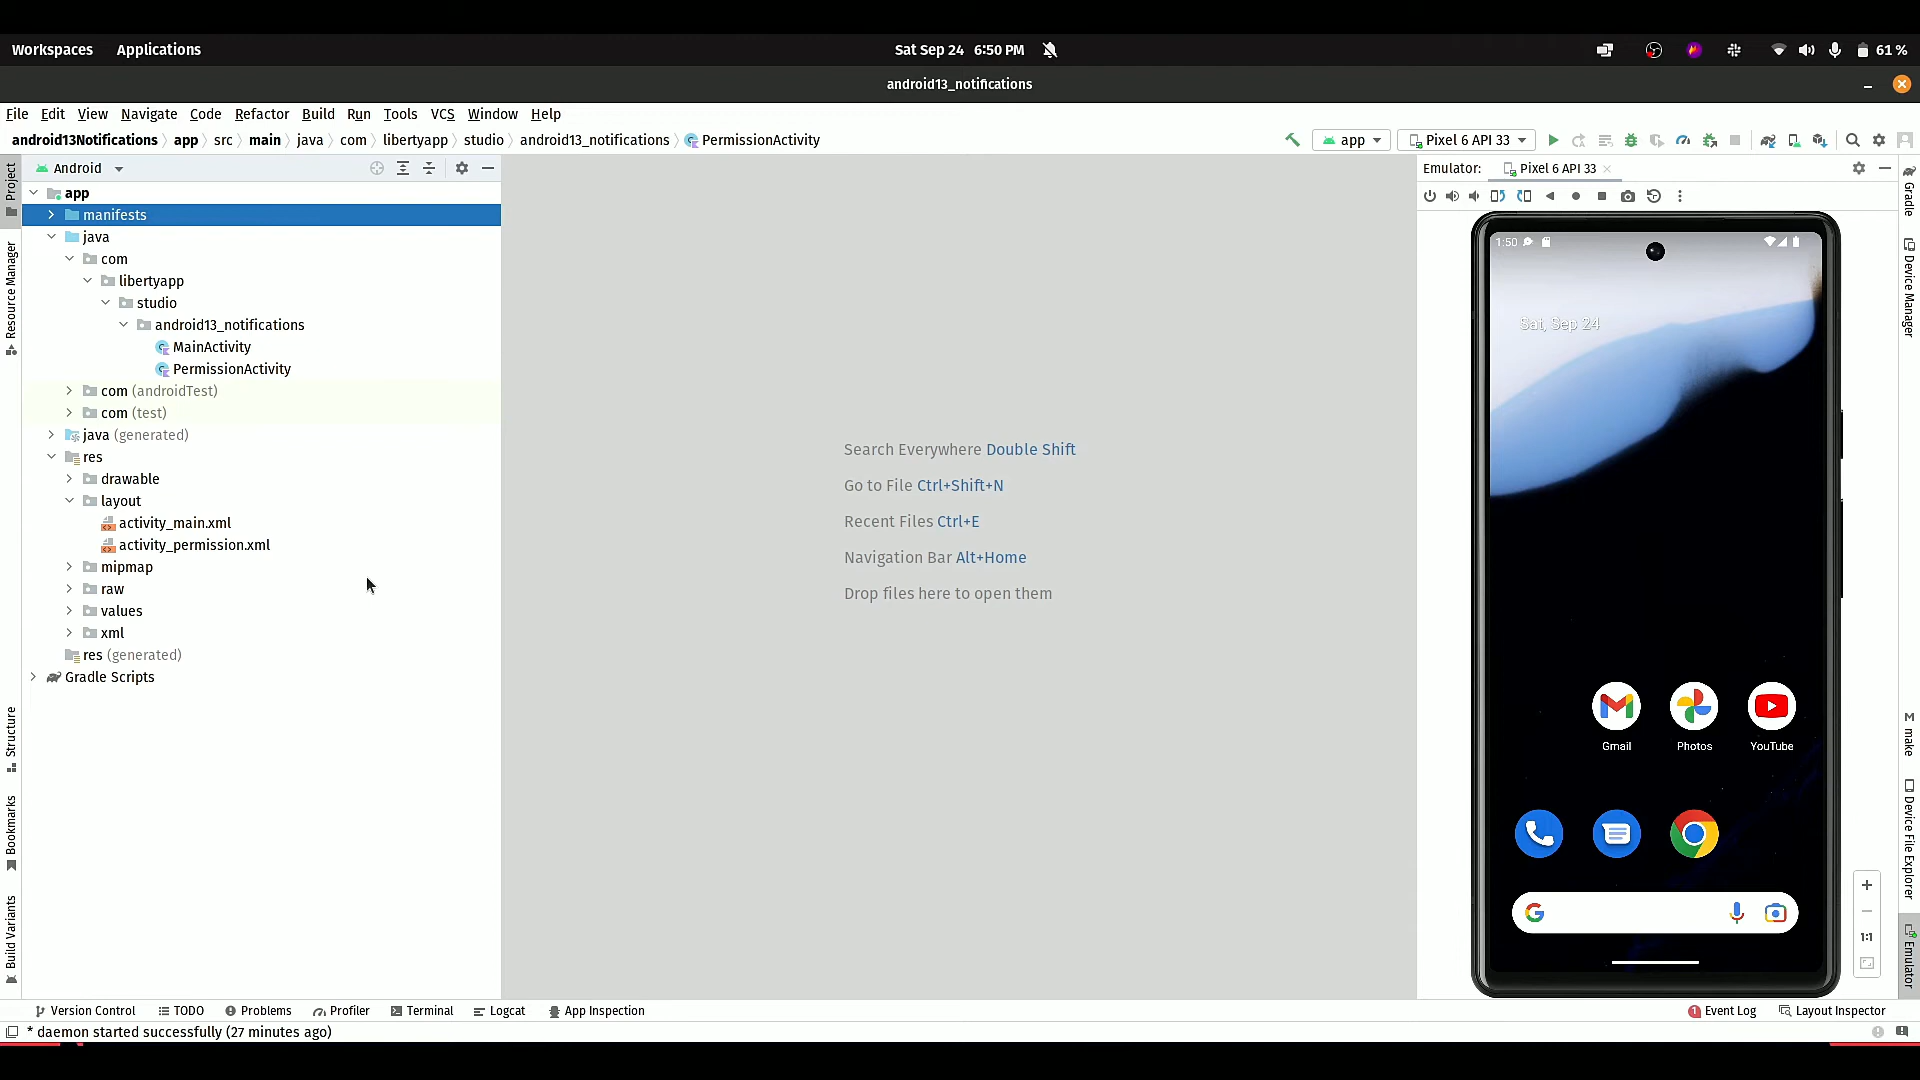 Workspaces Applications Sat Sep 24 6:50 PM 61 %
android13_notifications
File Edit View Navigate Code Refactor Build Run Tools VCS Window Help
android13Notifications app src main java com libertyapp studio android13_notifications PermissionActivity app Pixel 6 API 33
Project
Resource Manager
Structure
Bookmarks
Build Variants
Android
app
manifests
java
com
libertyapp
studio
android13_notifications
MainActivity
PermissionActivity
com (androidTest)
com (test)
java (generated)
res
drawable
layout
activity_main.xml
activity_permission.xml
mipmap
raw
values
xml
res (generated)
Gradle Scripts
Search Everywhere Double Shift
Go to File Ctrl+Shift+N
Recent Files Ctrl+E
Navigation Bar Alt+Home
Drop files here to open them
Emulator: Pixel 6 API 33
1:50
Sat, Sep 24
Gmail Photos YouTube
1:1
Gradle
Device Manager
M make
Device File Explorer
Emulator
Version Control TODO Problems Profiler Terminal Logcat App Inspection 1 Event Log Layout Inspector
* daemon started successfully (27 minutes ago)